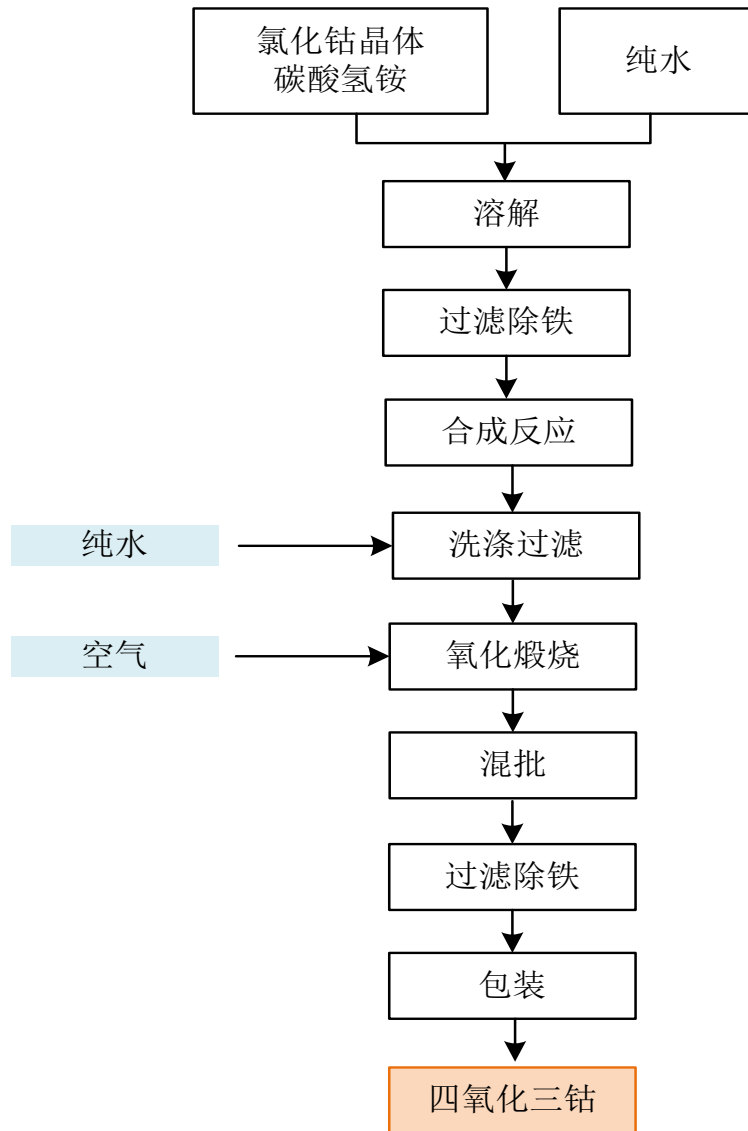 氯化钴晶体
碳酸氢铵
纯水
溶解
过滤除铁
合成反应
纯水
洗涤过滤
空气
氧化煅烧
混批
过滤除铁
包装
四氧化三钴